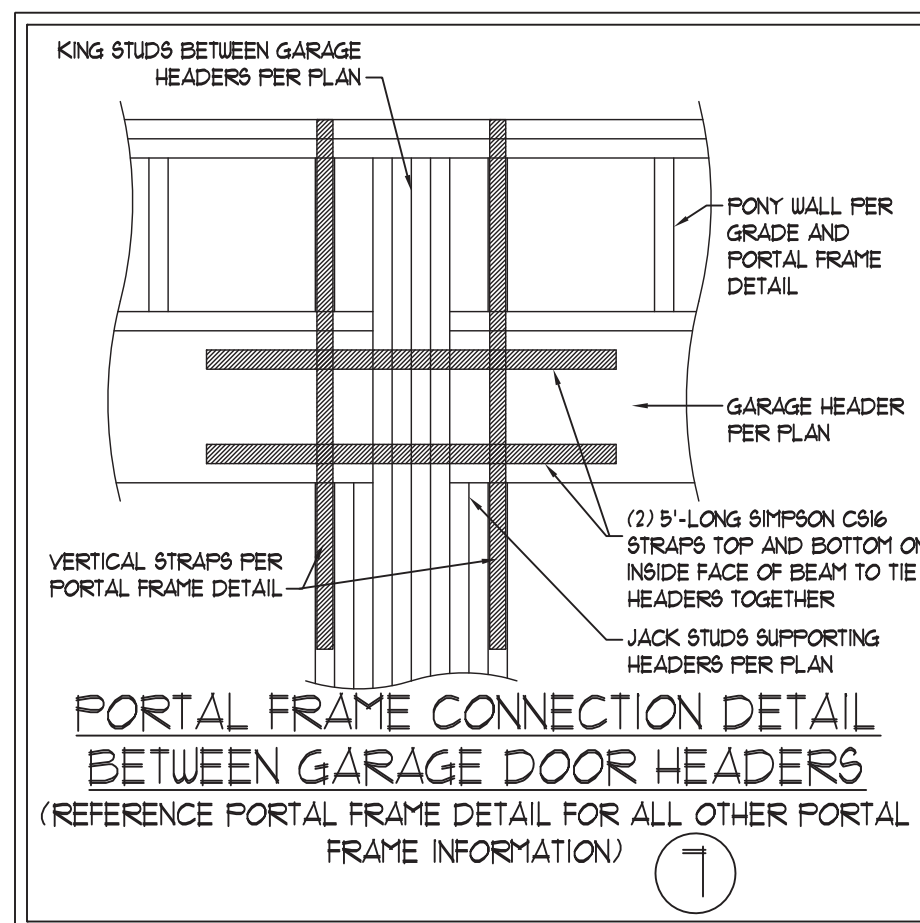 KING STUDS BETWEEN GARAGE
HEADERS PER PLAN
PONY WALL PER
GRADE AND
PORTAL FRAME
DETAIL
GARAGE HEADER
PER PLAN
(2) 5'-LONG SIMPSON CS16
STRAPS TOP AND BOTTOM ON
INSIDE FACE OF BEAM TO TIE
HEADERS TOGETHER
VERTICAL STRAPS PER
PORTAL FRAME DETAIL
JACK STUDS SUPPORTING
HEADERS PER PLAN
PORTAL FRAME CONNECTION DETAIL
BETWEEN GARAGE DOOR HEADERS
(REFERENCE PORTAL FRAME DETAIL FOR ALL OTHER PORTAL
FRAME INFORMATION)
7